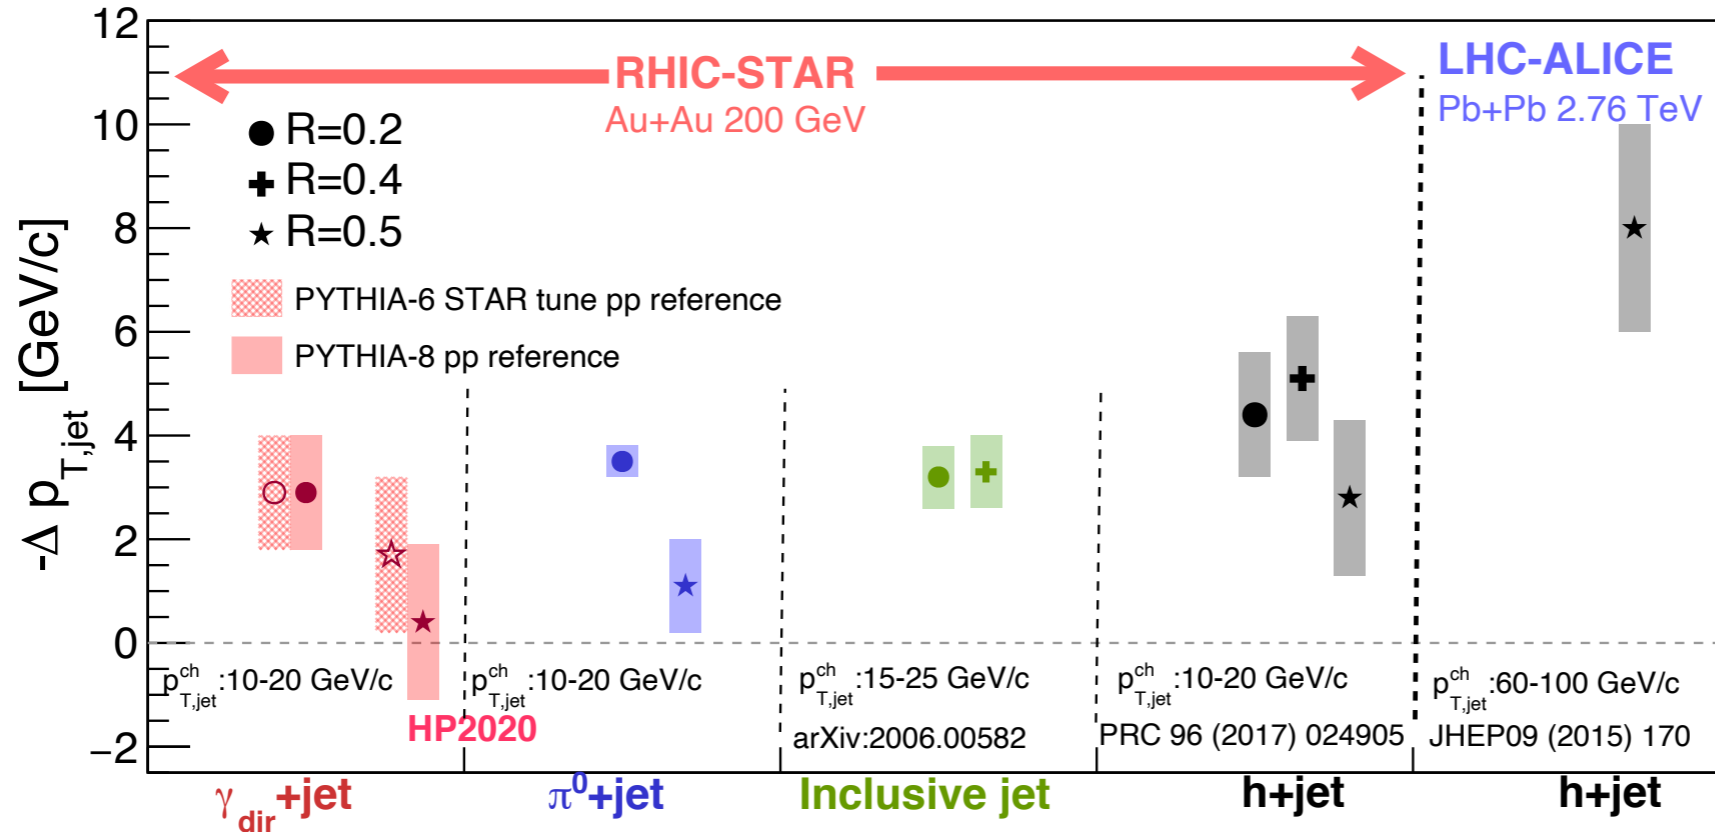 12
10
8
6
4
2
0
−2
-Δ p_T,jet [GeV/c]
RHIC-STAR
Au+Au 200 GeV
LHC-ALICE
Pb+Pb 2.76 TeV
R=0.2
R=0.4
R=0.5
PYTHIA-6 STAR tune pp reference
PYTHIA-8 pp reference
p^ch_T,jet:10-20 GeV/c
p^ch_T,jet:10-20 GeV/c
p^ch_T,jet:15-25 GeV/c
p^ch_T,jet:10-20 GeV/c
p^ch_T,jet:60-100 GeV/c
HP2020
arXiv:2006.00582
PRC 96 (2017) 024905
JHEP09 (2015) 170
γ_dir+jet
π⁰+jet
Inclusive jet
h+jet
h+jet